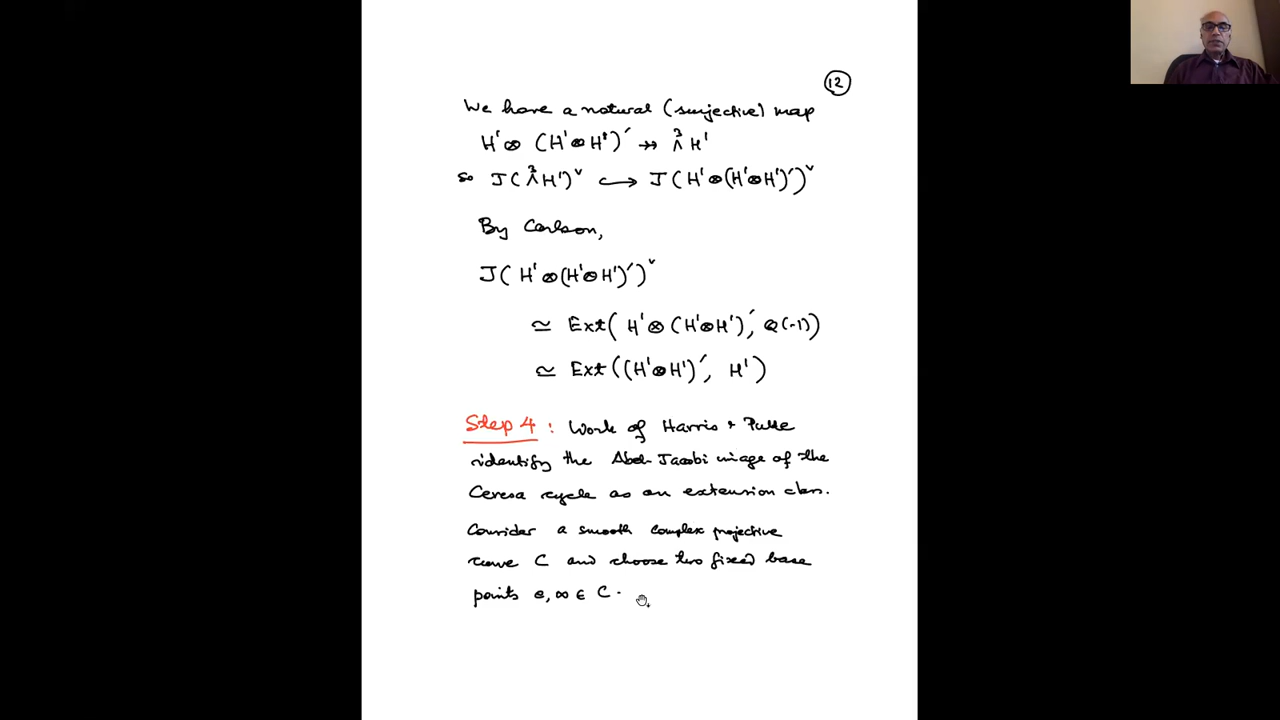 12
We have a natural (surjective) map
H¹ ⊗ (H¹⊗H¹)′ ↠ Λ³ H¹
so J(Λ³H¹)ᵛ ↪ J(H¹⊗(H¹⊗H¹)′)ᵛ
By Carlson,
J(H¹⊗(H¹⊗H¹)′)ᵛ
≃ Ext(H¹⊗(H¹⊗H¹)′, Q(-1))
≃ Ext((H¹⊗H¹)′, H¹)
Step 4 : Work of Harris + Pulte
identify the Abel-Jacobi image of the
Ceresa cycle as an extension class.
Consider a smooth complex projective
curve C and choose two fixed base
points e, ∞ ∈ C.